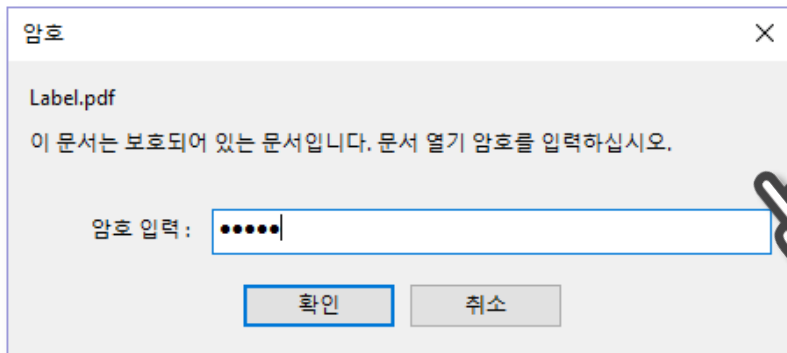 암호
Label.pdf
이 문서는 보호되어 있는 문서입니다. 문서 열기 암호를 입력하십시오.
암호 입력 : •••••
확인 취소